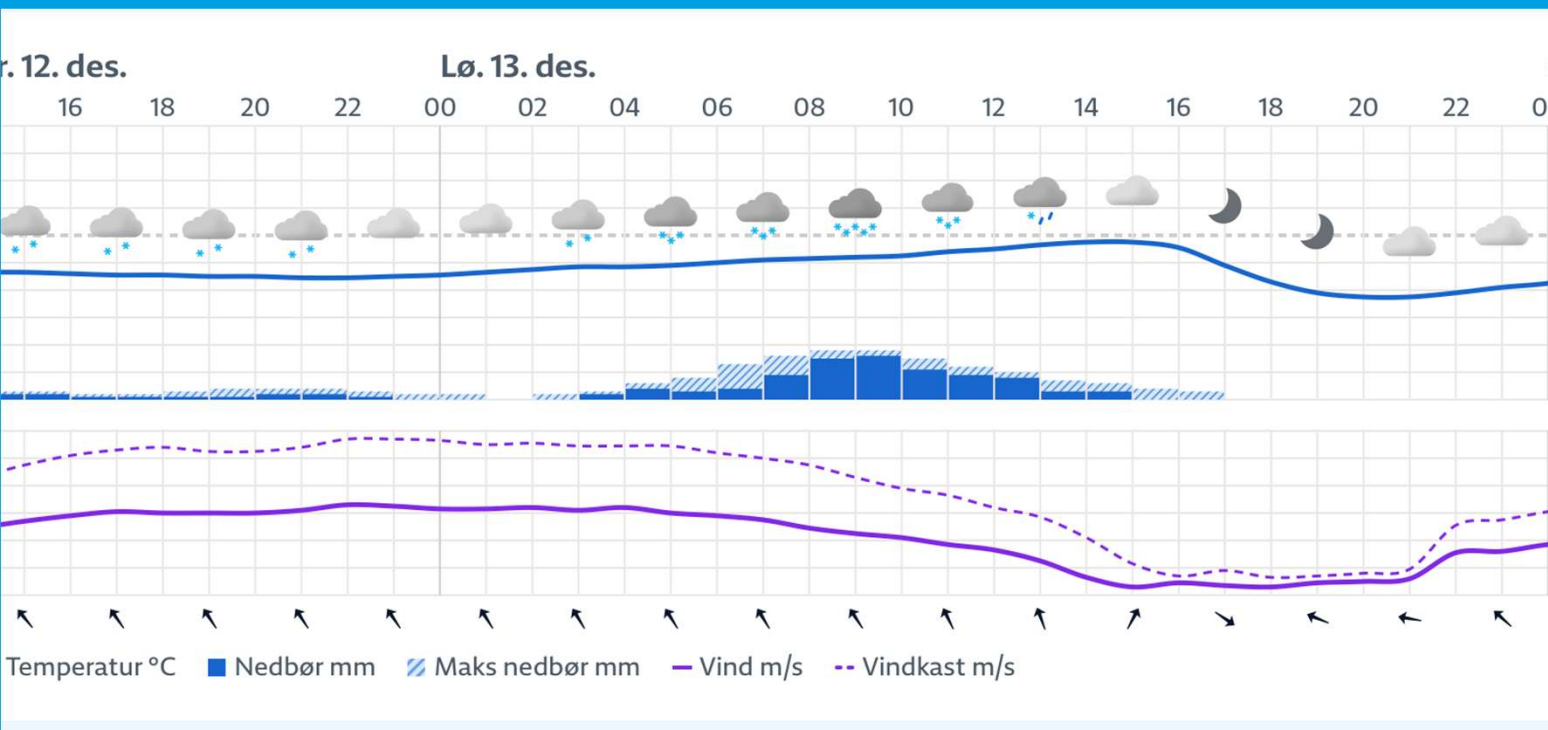 r. 12. des. Lø. 13. des.
16 18 20 22 00 02 04 06 08 10 12 14 16 18 20 22 0
Temperatur °C Nedbør mm Maks nedbør mm Vind m/s Vindkast m/s